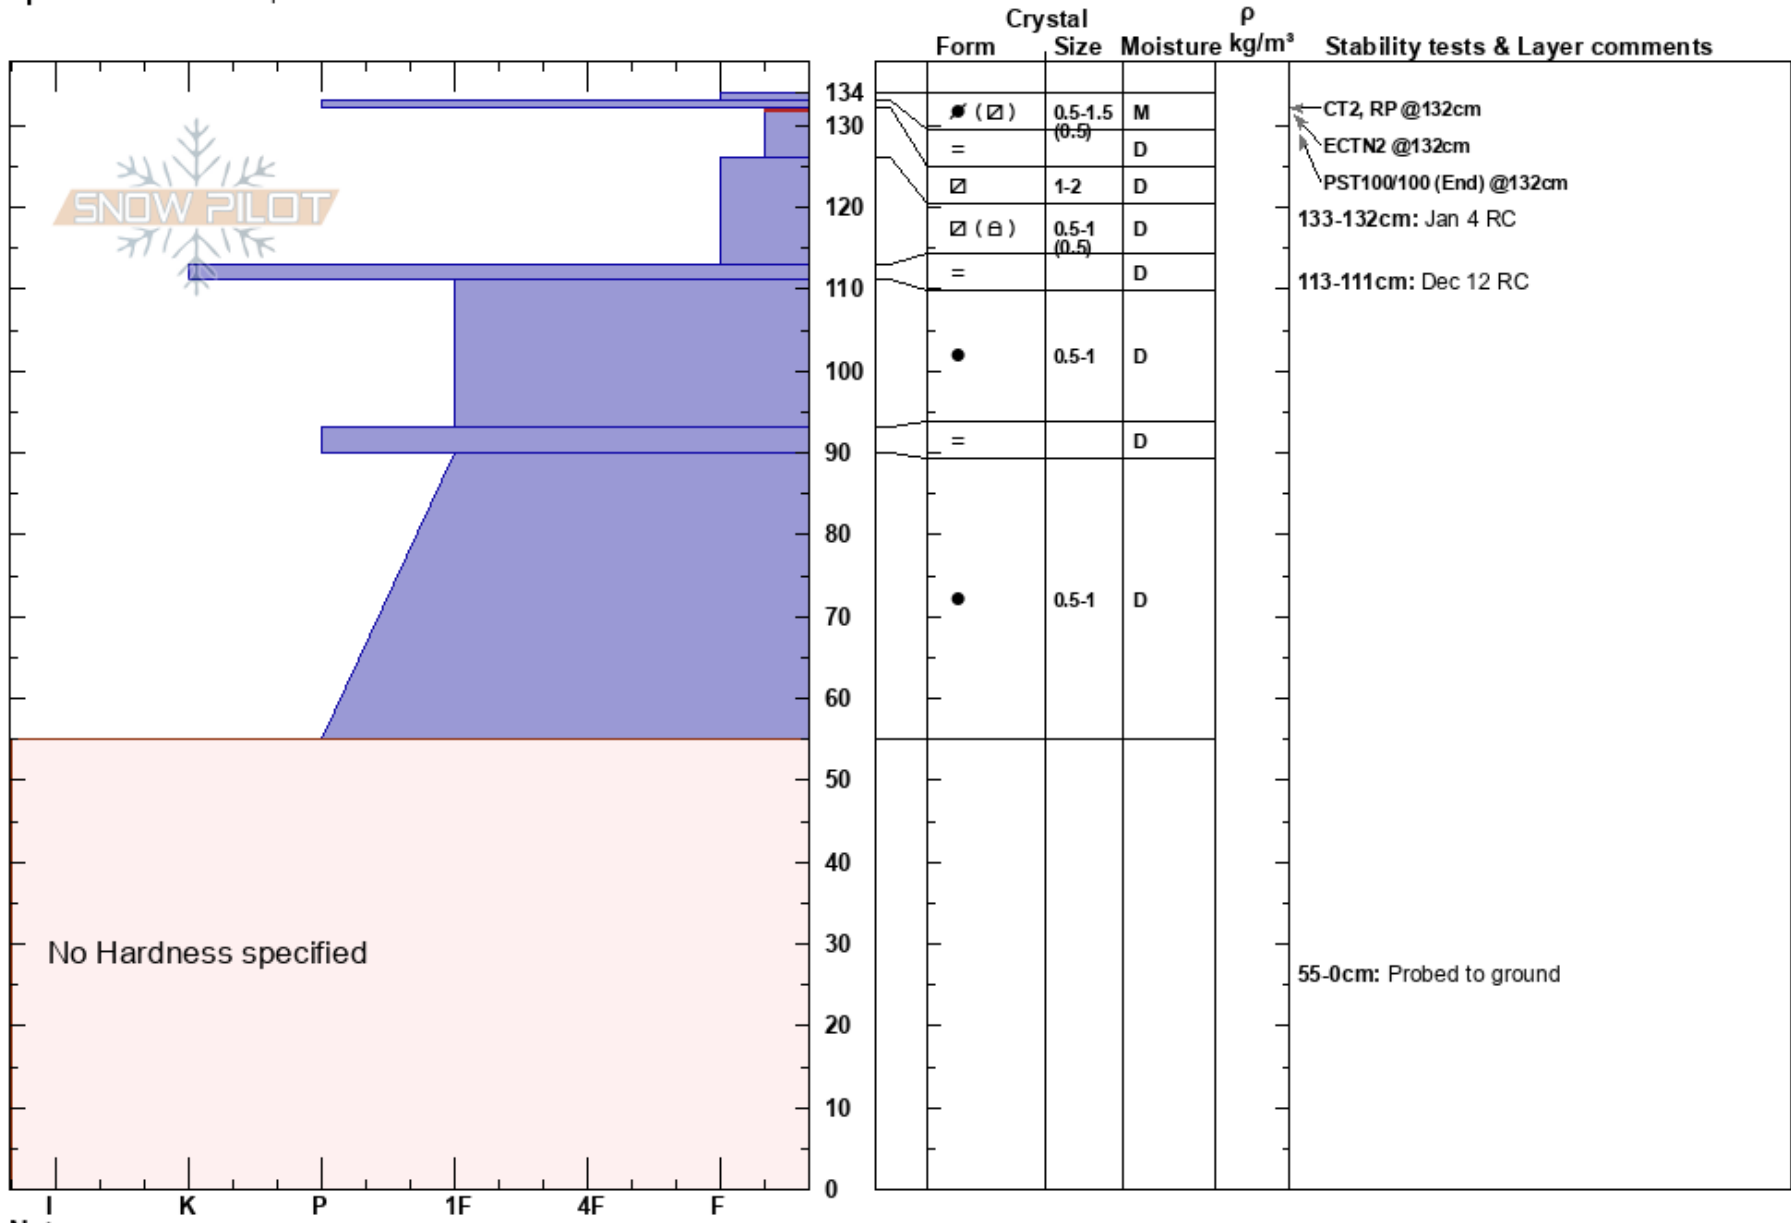 Crystal ρ
Form Size Moisture kg/m³ Stability tests & Layer comments
134
130
120
110
100
90
80
70
60
50
40
30
20
10
0
SNOW PILOT
(  ) 0.5-1.5 (0.5) M
= D
1-2 D
(  ) 0.5-1 (0.5) D
= D
0.5-1 D
= D
0.5-1 D
CT2, RP @132cm
ECTN2 @132cm
PST100/100 (End) @132cm
133-132cm: Jan 4 RC
113-111cm: Dec 12 RC
No Hardness specified
55-0cm: Probed to ground
I K P 1F 4F F